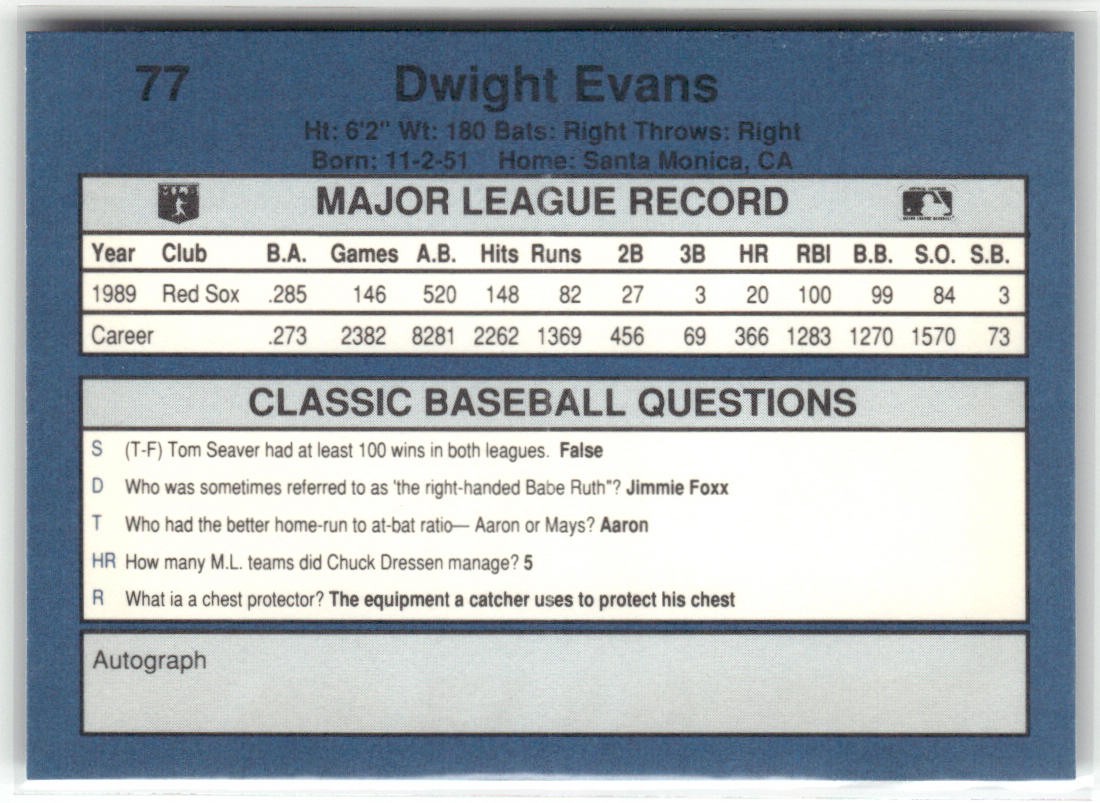 77 Dwight Evans
Ht: 6'2" Wt: 180 Bats: Right Throws: Right
Born: 11-2-51 Home: Santa Monica, CA
MAJOR LEAGUE RECORD
Year Club B.A. Games A.B. Hits Runs 2B 3B HR RBI B.B. S.O. S.B.
1989 Red Sox .285 146 520 148 82 27 3 20 100 99 84 3
Career .273 2382 8281 2262 1369 456 69 366 1283 1270 1570 73
CLASSIC BASEBALL QUESTIONS
S (T-F) Tom Seaver had at least 100 wins in both leagues. False
D Who was sometimes referred to as 'the right-handed Babe Ruth"? Jimmie Foxx
T Who had the better home-run to at-bat ratio— Aaron or Mays? Aaron
HR How many M.L. teams did Chuck Dressen manage? 5
R What ia a chest protector? The equipment a catcher uses to protect his chest
Autograph